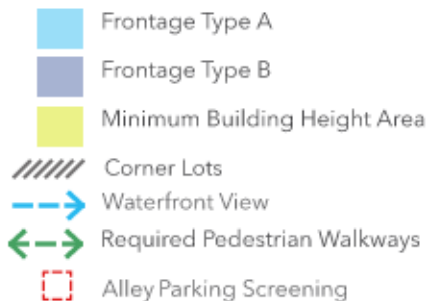 Frontage Type A
Frontage Type B
Minimum Building Height Area
Corner Lots
Waterfront View
Required Pedestrian Walkways
Alley Parking Screening